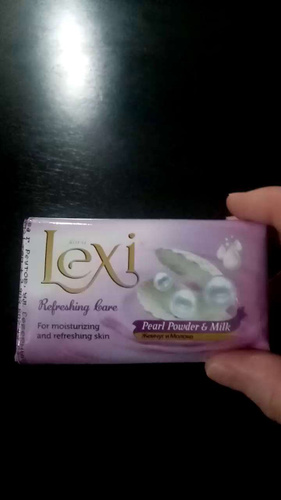 Lexi
Refreshing Care
For moisturizing
and refreshing skin
Pearl Powder & Milk